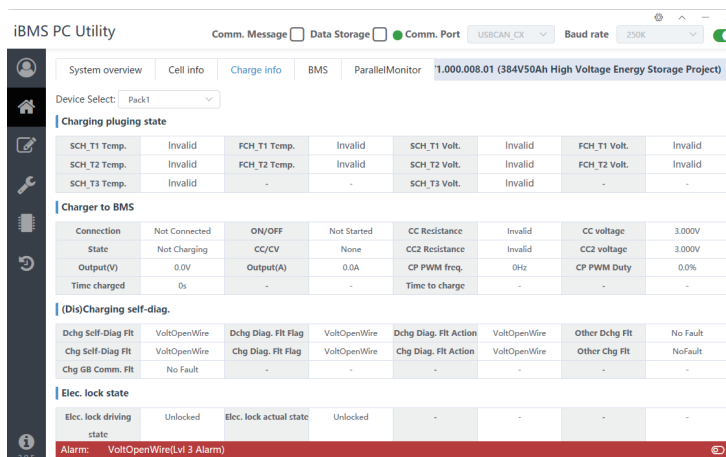 iBMS PC Utility
Comm. Message Data Storage Comm. Port USBCAN_CX Baud rate 250K
System overview Cell info Charge info BMS ParallelMonitor 1.000.008.01 (384V50Ah High Voltage Energy Storage Project)
Device Select: Pack1
Charging pluging state
SCH_T1 Temp. Invalid FCH_T1 Temp. Invalid SCH_T1 Volt. Invalid FCH_T1 Volt. Invalid
SCH_T2 Temp. Invalid FCH_T2 Temp. Invalid SCH_T2 Volt. Invalid FCH_T2 Volt. Invalid
SCH_T3 Temp. Invalid - - SCH_T3 Volt. Invalid - -
Charger to BMS
Connection Not Connected ON/OFF Not Started CC Resistance Invalid CC voltage 3.000V
State Not Charging CC/CV None CC2 Resistance Invalid CC2 voltage 3.000V
Output(V) 0.0V Output(A) 0.0A CP PWM freq. 0Hz CP PWM Duty 0.0%
Time charged 0s - - Time to charge - - -
(Dis)Charging self-diag.
Dchg Self-Diag Flt VoltOpenWire Dchg Diag. Flt Flag VoltOpenWire Dchg Diag. Flt Action VoltOpenWire Other Dchg Flt No Fault
Chg Self-Diag Flt VoltOpenWire Chg Diag. Flt Flag VoltOpenWire Chg Diag. Flt Action VoltOpenWire Other Chg Flt NoFault
Chg GB Comm. Flt No Fault - - - - - -
Elec. lock state
Elec. lock driving state Unlocked Elec. lock actual state Unlocked - - - -
Alarm: VoltOpenWire(Lvl 3 Alarm)